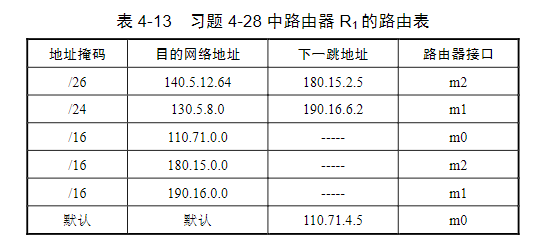 表 4-13 习题 4-28 中路由器 R1 的路由表
地址掩码 目的网络地址 下一跳地址 路由器接口
/26 140.5.12.64 180.15.2.5 m2
/24 130.5.8.0 190.16.6.2 m1
/16 110.71.0.0 ----- m0
/16 180.15.0.0 ----- m2
/16 190.16.0.0 ----- m1
默认 默认 110.71.4.5 m0